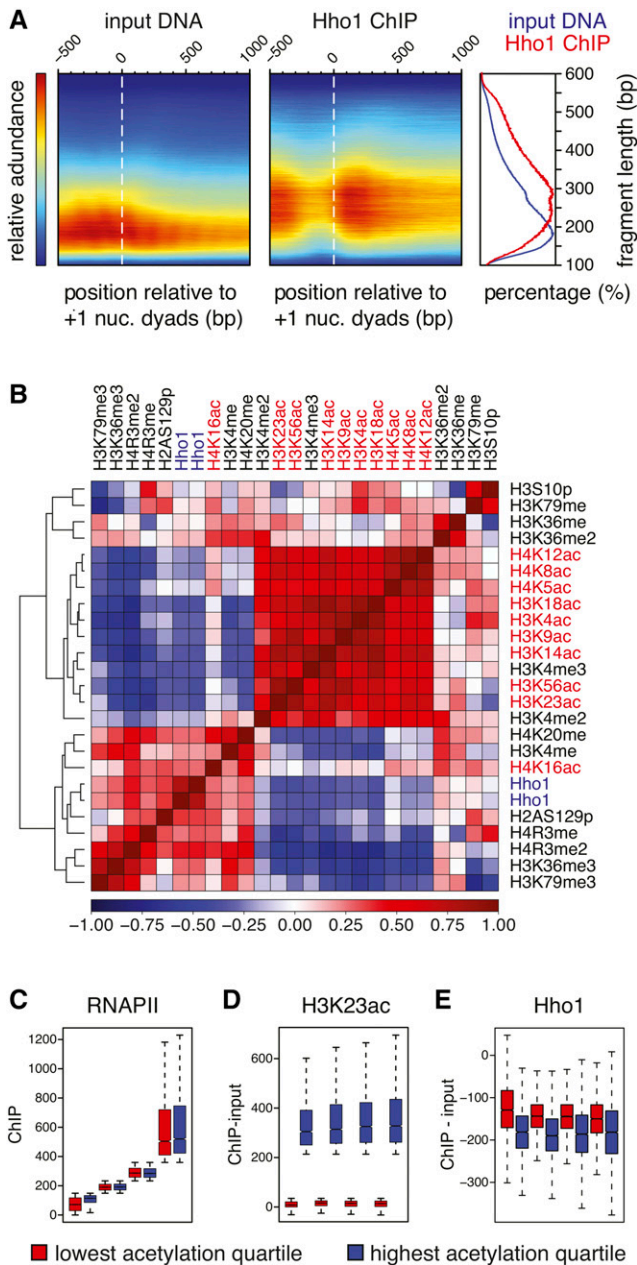 A
input DNA
Hho1 ChIP
input DNA
Hho1 ChIP
-500
0
500
1000
-500
0
500
1000
relative adundance
600
500
400
300
200
100
fragment length (bp)
position relative to
+1 nuc. dyads (bp)
position relative to
+1 nuc. dyads (bp)
percentage (%)
B
H3K79me3
H3K36me3
H4R3me2
H4R3me
H2AS129p
Hho1
Hho1
H4K16ac
H3K4me
H4K20me
H3K4me2
H3K23ac
H3K56ac
H3K4me3
H3K14ac
H3K9ac
H3K4ac
H3K18ac
H4K5ac
H4K8ac
H4K12ac
H3K36me2
H3K36me
H3K79me
H3S10p
H3S10p
H3K79me
H3K36me
H3K36me2
H4K12ac
H4K8ac
H4K5ac
H3K18ac
H3K4ac
H3K9ac
H3K14ac
H3K4me3
H3K56ac
H3K23ac
H3K4me2
H4K20me
H3K4me
H4K16ac
Hho1
Hho1
H2AS129p
H4R3me
H4R3me2
H3K36me3
H3K79me3
−1.00 −0.75 −0.50 −0.25 0.00 0.25 0.50 0.75 1.00
C
RNAPII
D
H3K23ac
E
Hho1
ChIP
1200
1000
800
600
400
200
0
ChIP-input
600
400
200
0
ChIP - input
0
−100
−200
−300
lowest acetylation quartile
highest acetylation quartile